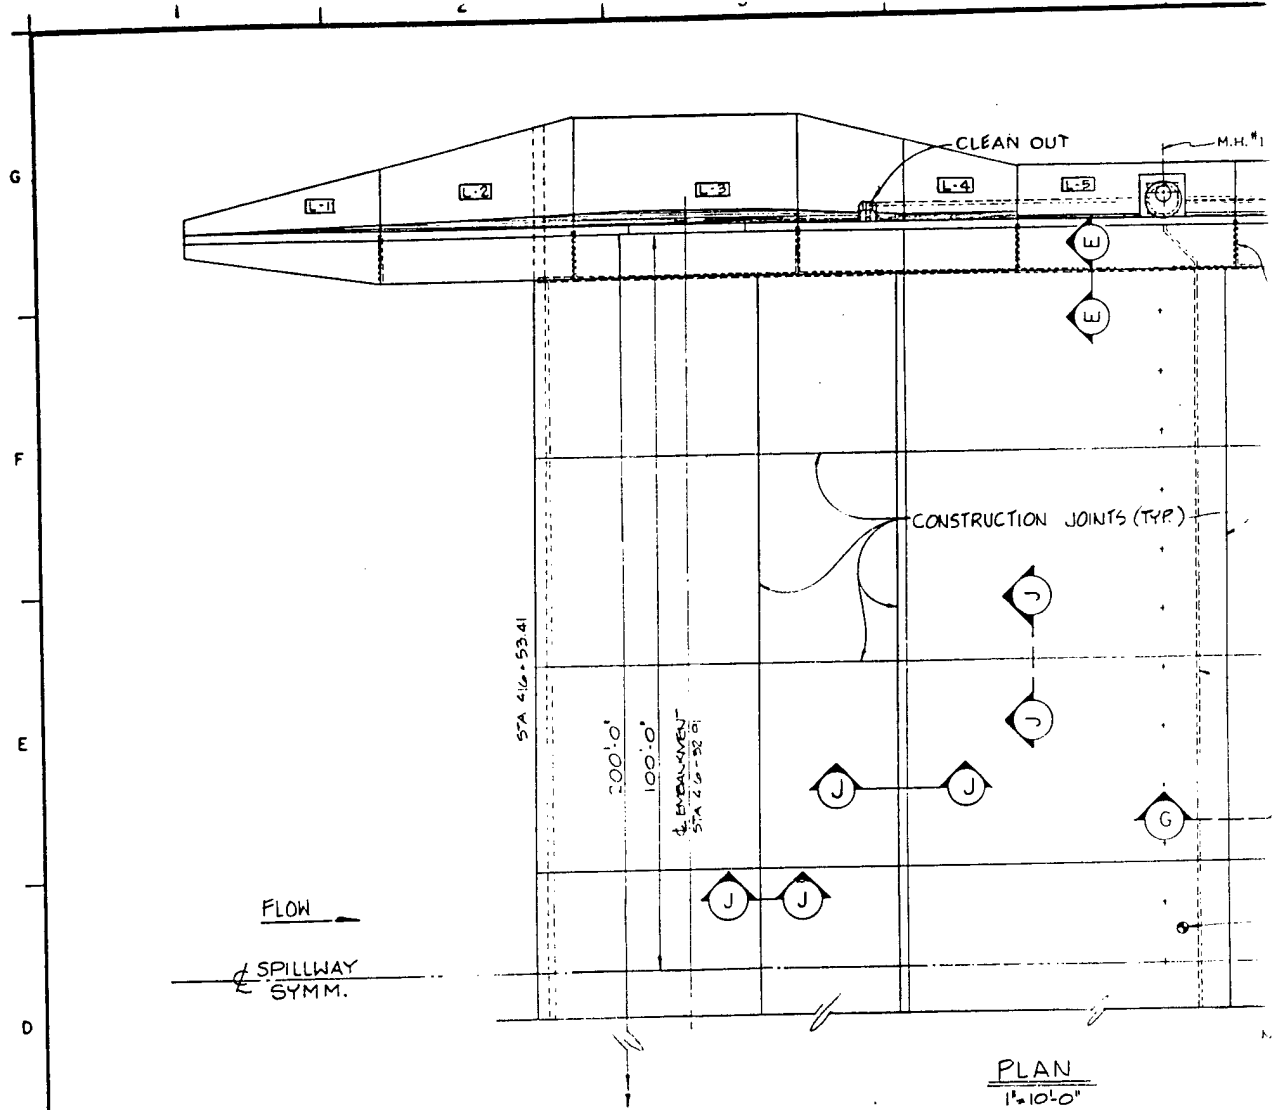 G
CLEAN OUT
M.H.#1
L-1
L-2
L-3
L-4
L-5
E
E
F
CONSTRUCTION JOINTS (TYP.)
J
J
STA 416+53.41
E
200'-0"
100'-0"
℄ EMBANKMENT
J
J
G
J
J
FLOW
℄ SPILLWAY
SYMM.
D
PLAN
1"=10'-0"